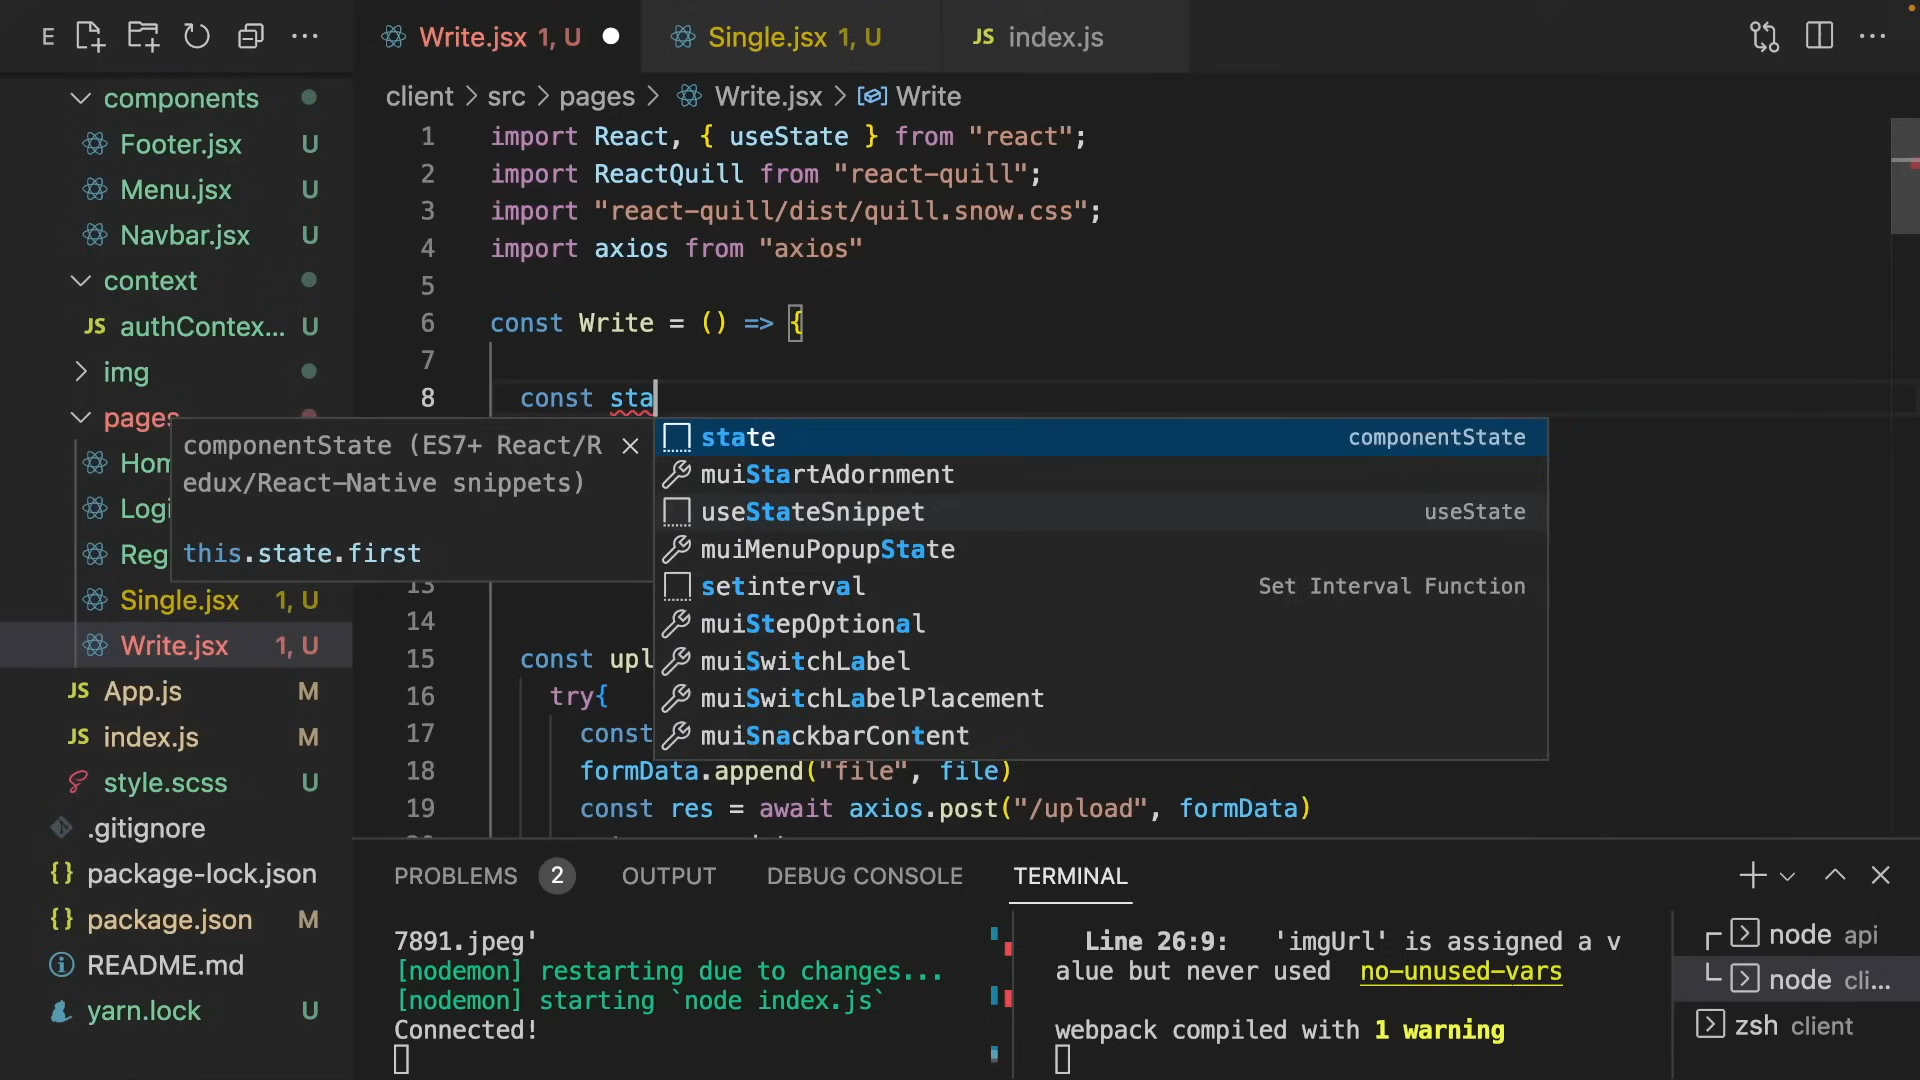 E
Write.jsx 1, U
Single.jsx 1, U
JS index.js
components
Footer.jsx U
Menu.jsx U
Navbar.jsx U
context
JS authContex... U
img
pages
Hom
Logi
Reg
Single.jsx 1, U
Write.jsx 1, U
JS App.js M
JS index.js M
style.scss U
.gitignore
{} package-lock.json
{} package.json M
README.md
yarn.lock U
client > src > pages > Write.jsx > Write
1 import React, { useState } from "react";
2 import ReactQuill from "react-quill";
3 import "react-quill/dist/quill.snow.css";
4 import axios from "axios"
5
6 const Write = () => {
7
8 const sta
componentState (ES7+ React/R
edux/React-Native snippets)
this.state.first
state componentState
muiStartAdornment
useStateSnippet useState
muiMenuPopupState
setinterval Set Interval Function
muiStepOptional
muiSwitchLabel
muiSwitchLabelPlacement
muiSnackbarContent
13
14
15 const upl
16 try{
17 const
18 formData.append("file", file)
19 const res = await axios.post("/upload", formData)
PROBLEMS 2 OUTPUT DEBUG CONSOLE TERMINAL
7891.jpeg'
[nodemon] restarting due to changes...
[nodemon] starting `node index.js`
Connected!
Line 26:9: 'imgUrl' is assigned a v
alue but never used no-unused-vars
webpack compiled with 1 warning
node api
node cli...
zsh client